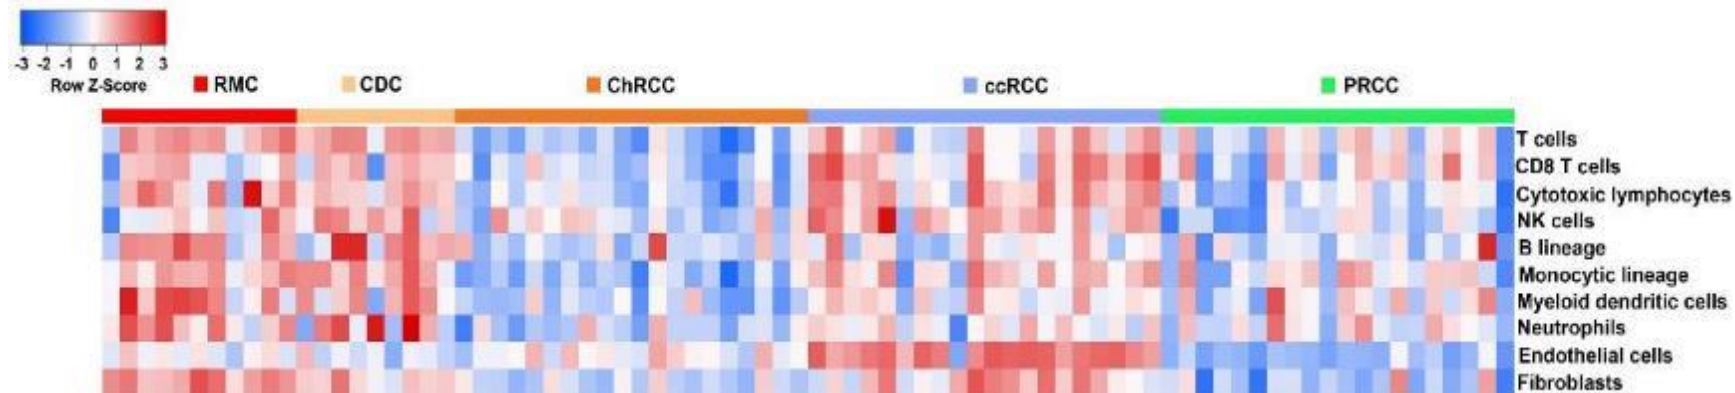 -3 -2 -1 0 1 2 3
Row Z-Score
RMC
CDC
ChRCC
ccRCC
PRCC
T cells
CD8 T cells
Cytotoxic lymphocytes
NK cells
B lineage
Monocytic lineage
Myeloid dendritic cells
Neutrophils
Endothelial cells
Fibroblasts